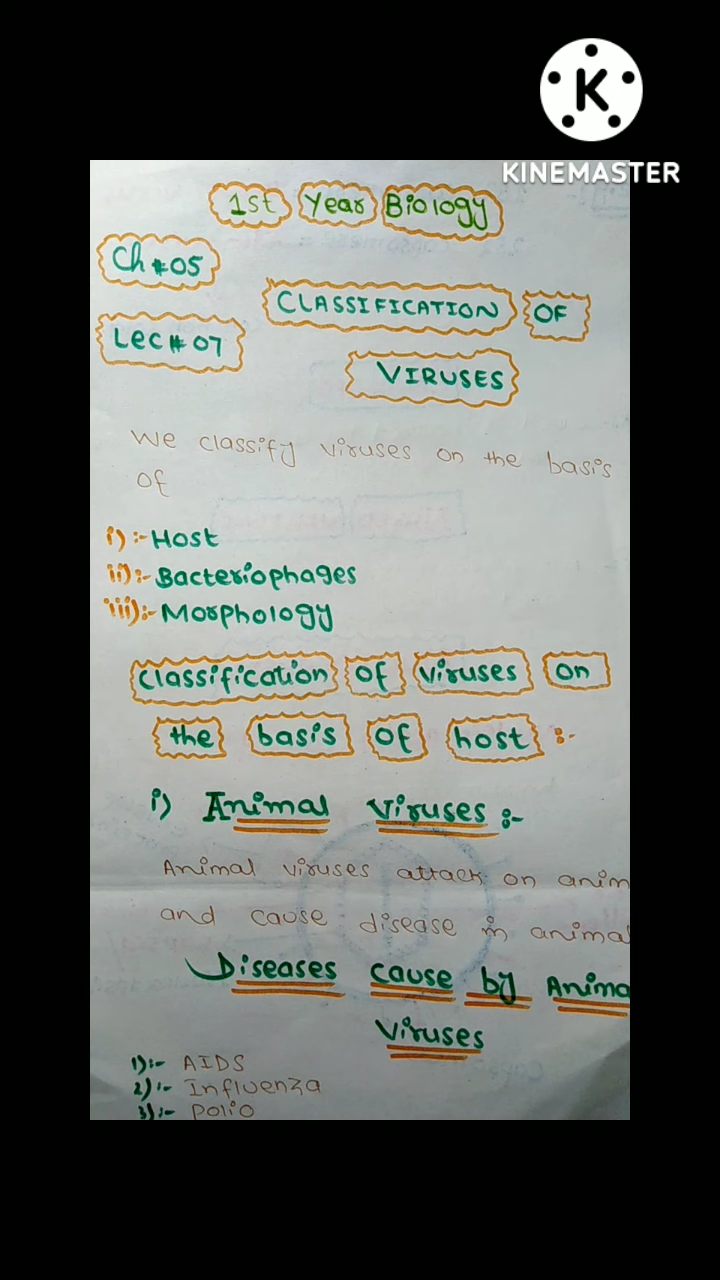 K
KINEMASTER
1st Year Biology
Ch # 05
CLASSIFICATION OF
Lec # 07
VIRUSES
We classify viruses on the basis
of
i) :- Host
ii) :- Bacteriophages
iii) :- Morphology
Classification of viruses on
the basis of host :-
i) Animal Viruses :-
Animal viruses attack on anim
and cause disease in animal
Diseases cause by Anima
Viruses
1) :- AIDS
2) :- Influenza
3) :- Polio